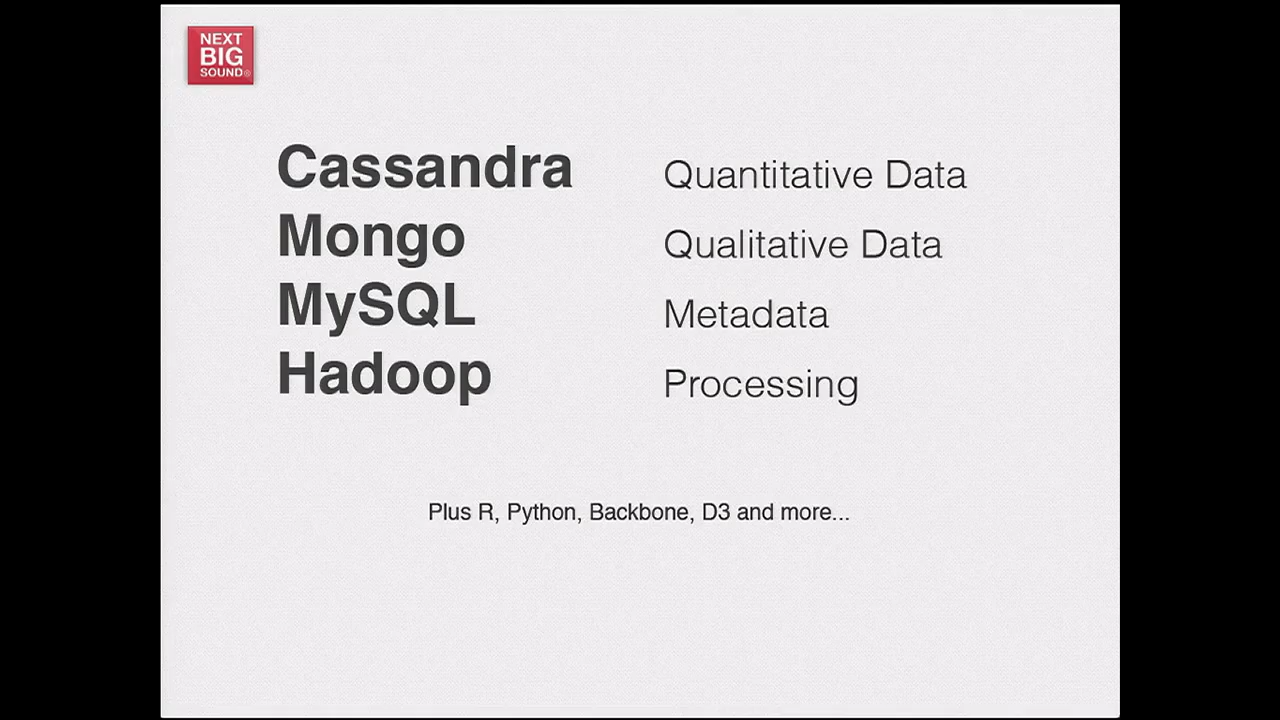 NEXT
BIG
SOUND®
Cassandra Quantitative Data
Mongo Qualitative Data
MySQL Metadata
Hadoop Processing
Plus R, Python, Backbone, D3 and more...